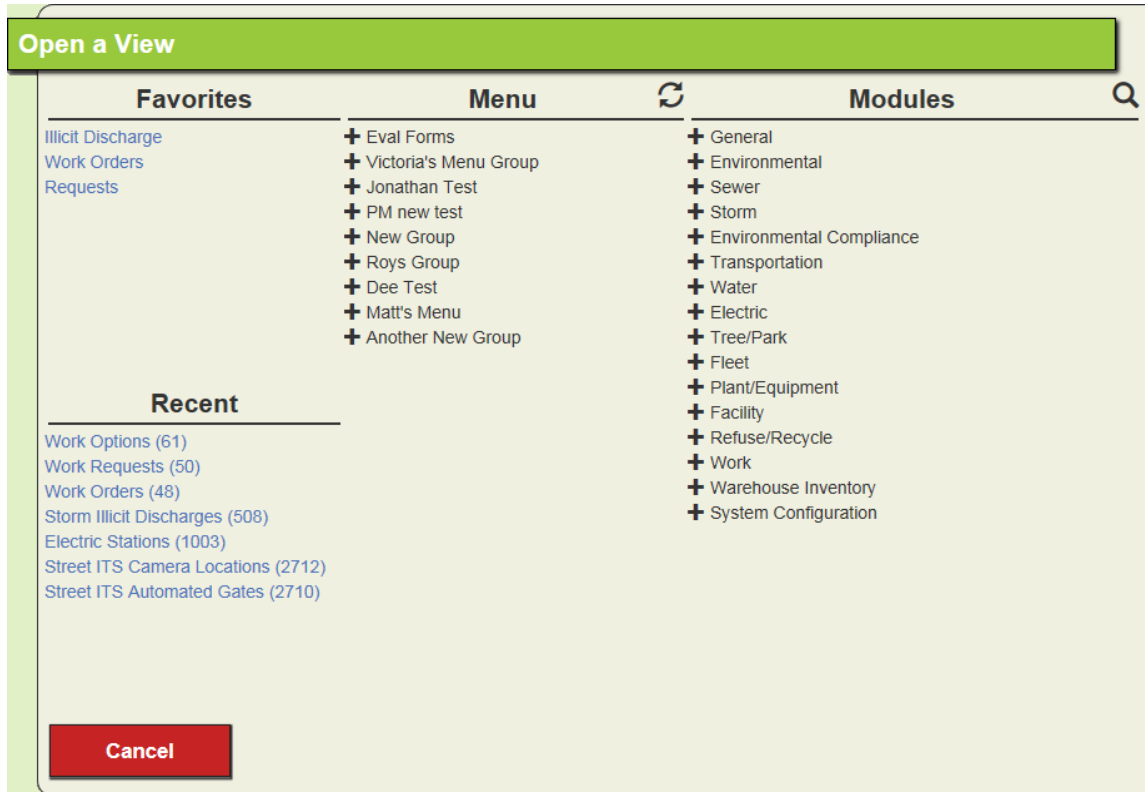 Open a View
Favorites
Illicit Discharge
Work Orders
Requests
Recent
Work Options (61)
Work Requests (50)
Work Orders (48)
Storm Illicit Discharges (508)
Electric Stations (1003)
Street ITS Camera Locations (2712)
Street ITS Automated Gates (2710)
Menu
Eval Forms
Victoria's Menu Group
Jonathan Test
PM new test
New Group
Roys Group
Dee Test
Matt's Menu
Another New Group
Modules
General
Environmental
Sewer
Storm
Environmental Compliance
Transportation
Water
Electric
Tree/Park
Fleet
Plant/Equipment
Facility
Refuse/Recycle
Work
Warehouse Inventory
System Configuration
Cancel